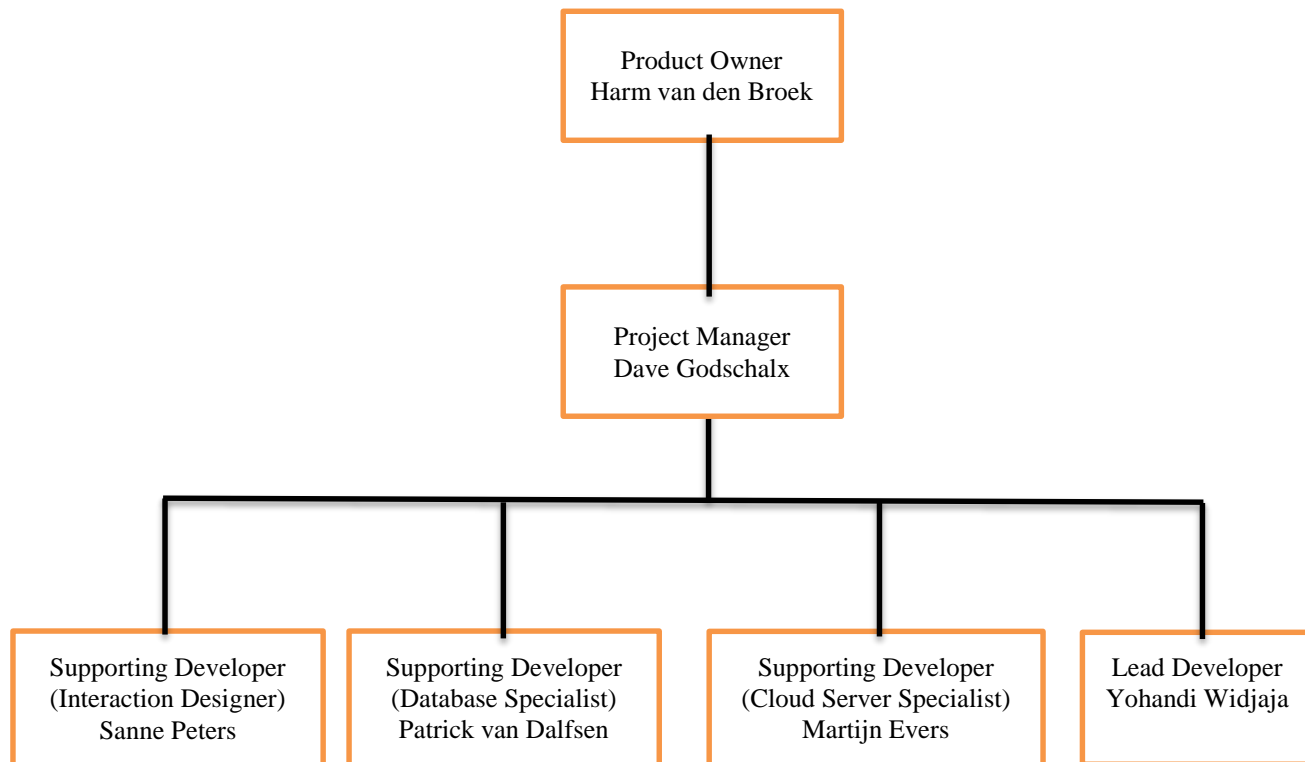 Product Owner
Harm van den Broek
Project Manager
Dave Godschalx
Supporting Developer
(Interaction Designer)
Sanne Peters
Supporting Developer
(Database Specialist)
Patrick van Dalfsen
Supporting Developer
(Cloud Server Specialist)
Martijn Evers
Lead Developer
Yohandi Widjaja